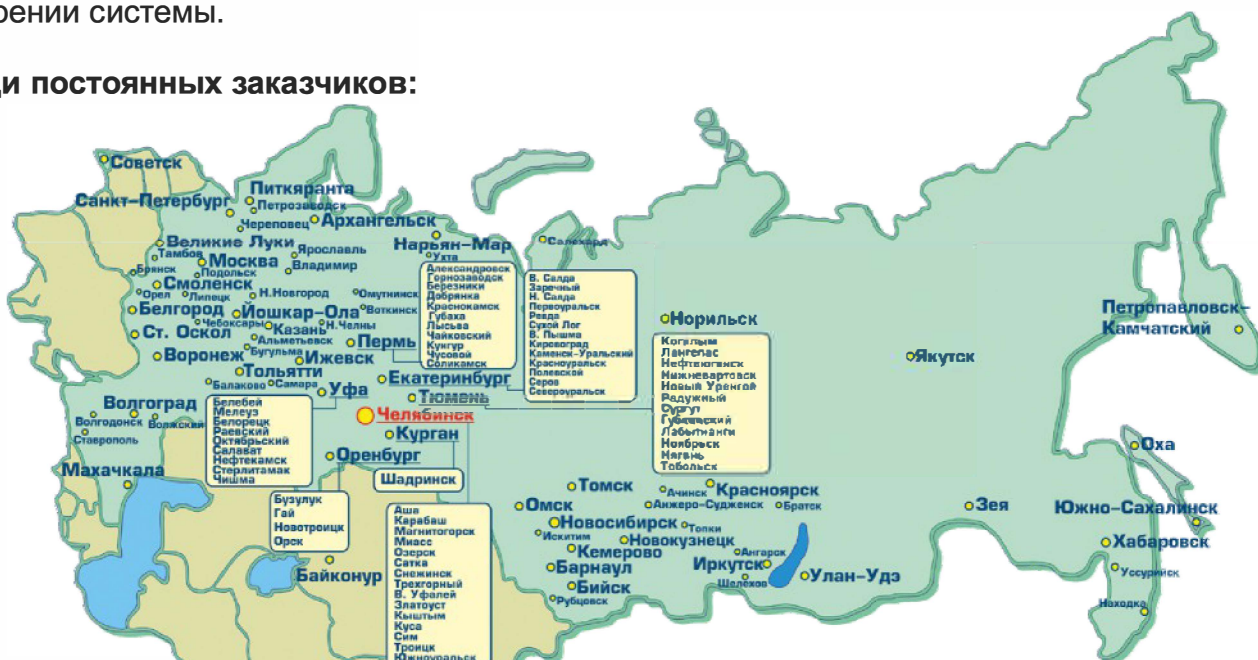 рении системы.
ди постоянных заказчиков:
Советск
Санкт-Петербург
Питкяранта
Петрозаводск
Череповец
Архангельск
Великие Луки
Тамбов
Москва
Ярославль
Нарьян-Мар
Ухта
Салехард
Брянск
Подольск
Владимир
Смоленск
Орел
Липецк
Н.Новгород
Омутнинск
Белгород
Йошкар-Ола
Воткинск
Чебоксары
Казань
Н.Челны
Ст. Оскол
Альметьевск
Пермь
Воронеж
Бугульма
Ижевск
Тольятти
Екатеринбург
Балаково
Самара
Уфа
Тюмень
Волгоград
Челябинск
Волгодонск
Волжский
Ставрополь
Курган
Махачкала
Оренбург
Александровск
Горнозаводск
Березники
Добрянка
Краснокамск
Губаха
Лысьва
Чайковский
Кунгур
Чусовой
Соликамск
В. Салда
Заречный
Н. Салда
Первоуральск
Ревда
Сухой Лог
В. Пышма
Кировград
Каменск-Уральский
Красноуральск
Полевской
Серов
Североуральск
Норильск
Когалым
Лангепас
Нефтеюганск
Нижневартовск
Новый Уренгой
Радужный
Сургут
Губкинский
Лабытнанги
Ноябрьск
Нягань
Тобольск
Белебей
Мелеуз
Белорецк
Раевский
Октябрьский
Салават
Нефтекамск
Стерлитамак
Чишма
Шадринск
Бузулук
Гай
Новотроицк
Орск
Аша
Карабаш
Магнитогорск
Миасс
Озерск
Сатка
Снежинск
Трехгорный
В. Уфалей
Златоуст
Кыштым
Куса
Сим
Троицк
Южноуральск
Байконур
Томск
Ачинск
Красноярск
Омск
Анжеро-Судженск
Братск
Новосибирск
Топки
Искитим
Новокузнецк
Кемерово
Ангарск
Барнаул
Иркутск
Улан-Удэ
Бийск
Шелехов
Рубцовск
Якутск
Петропавловск-
Камчатский
Оха
Зея
Южно-Сахалинск
Хабаровск
Уссурийск
Находка